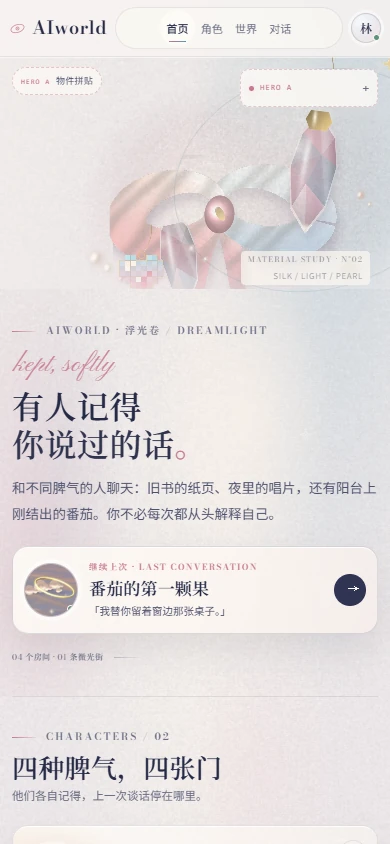 AIworld
首页 角色 世界 对话
林
HERO A 物件拼贴
HERO A +
MATERIAL STUDY · N°02
SILK / LIGHT / PEARL
AIWORLD · 浮光卷 / DREAMLIGHT
kept, softly
有人记得
你说过的话。
和不同脾气的人聊天：旧书的纸页、夜里的唱片，还有阳台上
刚结出的番茄。你不必每次都从头解释自己。
继续上次 · LAST CONVERSATION
番茄的第一颗果
「我替你留着窗边那张桌子。」
04 个房间 · 01 条微光街
CHARACTERS / 02
四种脾气，四张门
他们各自记得，上一次谈话停在哪里。